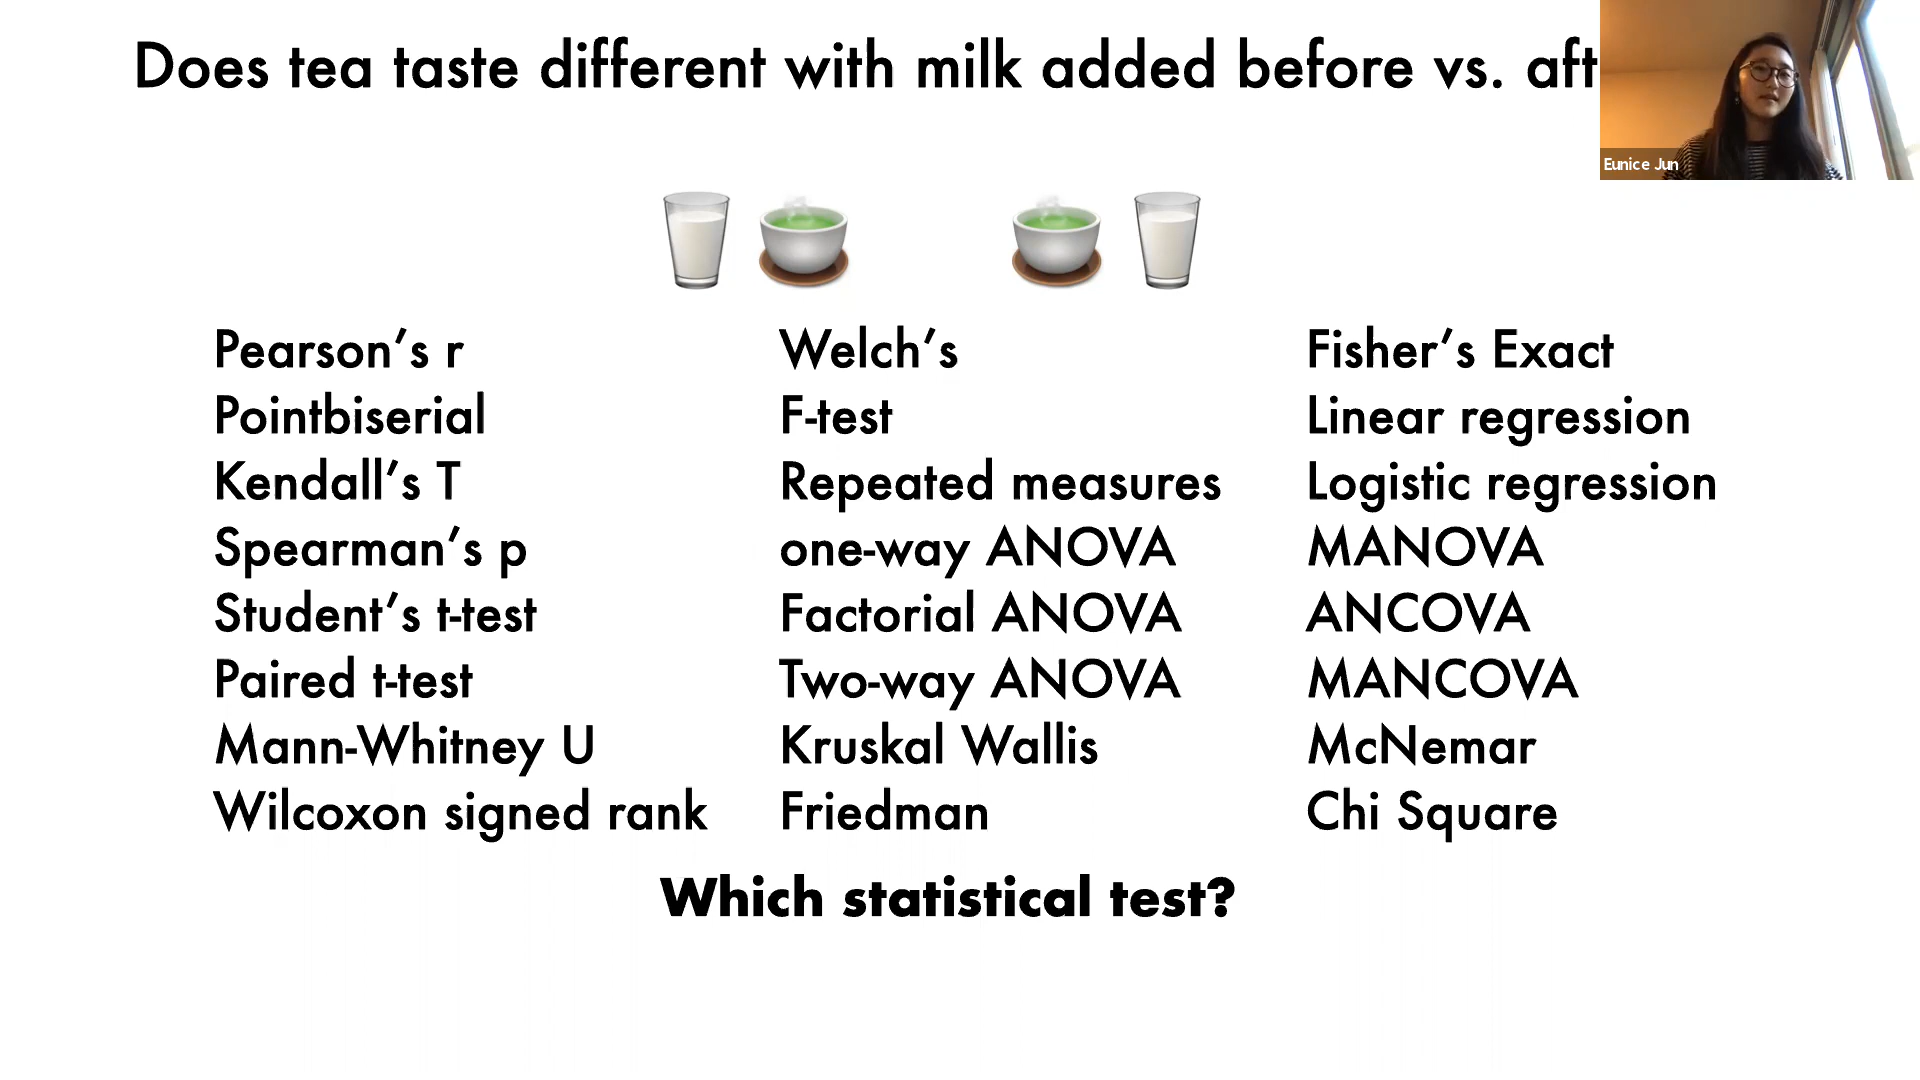 Does tea taste different with milk added before vs. aft
Eunice Jun
Pearson’s r
Pointbiserial
Kendall’s T
Spearman’s p
Student’s t-test
Paired t-test
Mann-Whitney U
Wilcoxon signed rank
Welch’s
F-test
Repeated measures
one-way ANOVA
Factorial ANOVA
Two-way ANOVA
Kruskal Wallis
Friedman
Fisher’s Exact
Linear regression
Logistic regression
MANOVA
ANCOVA
MANCOVA
McNemar
Chi Square
Which statistical test?